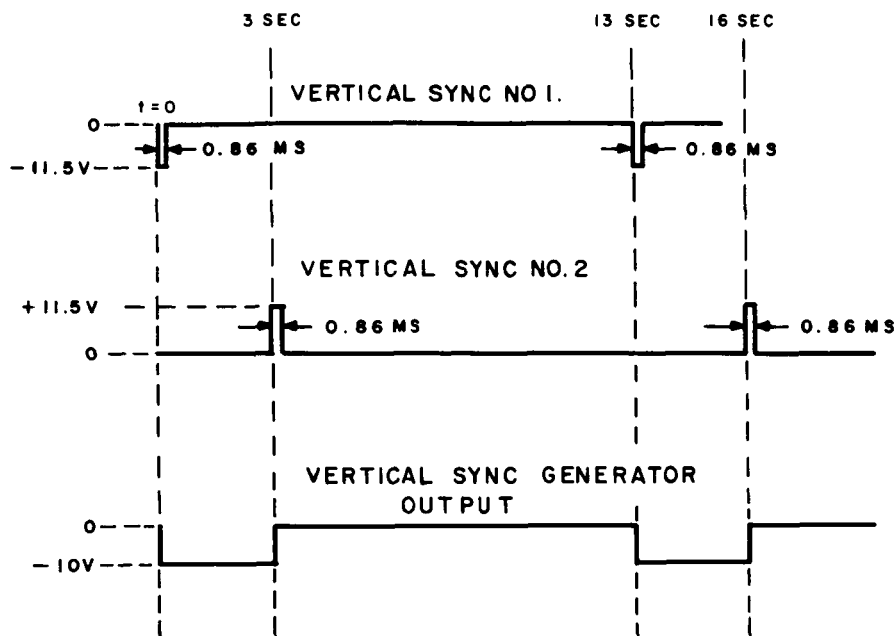 3 SEC 13 SEC 16 SEC
VERTICAL SYNC NO 1.
t=0
0
0.86 MS 0.86 MS
-11.5V
VERTICAL SYNC NO. 2
+11.5V
0.86 MS 0.86 MS
0
VERTICAL SYNC GENERATOR
OUTPUT
0
-10V